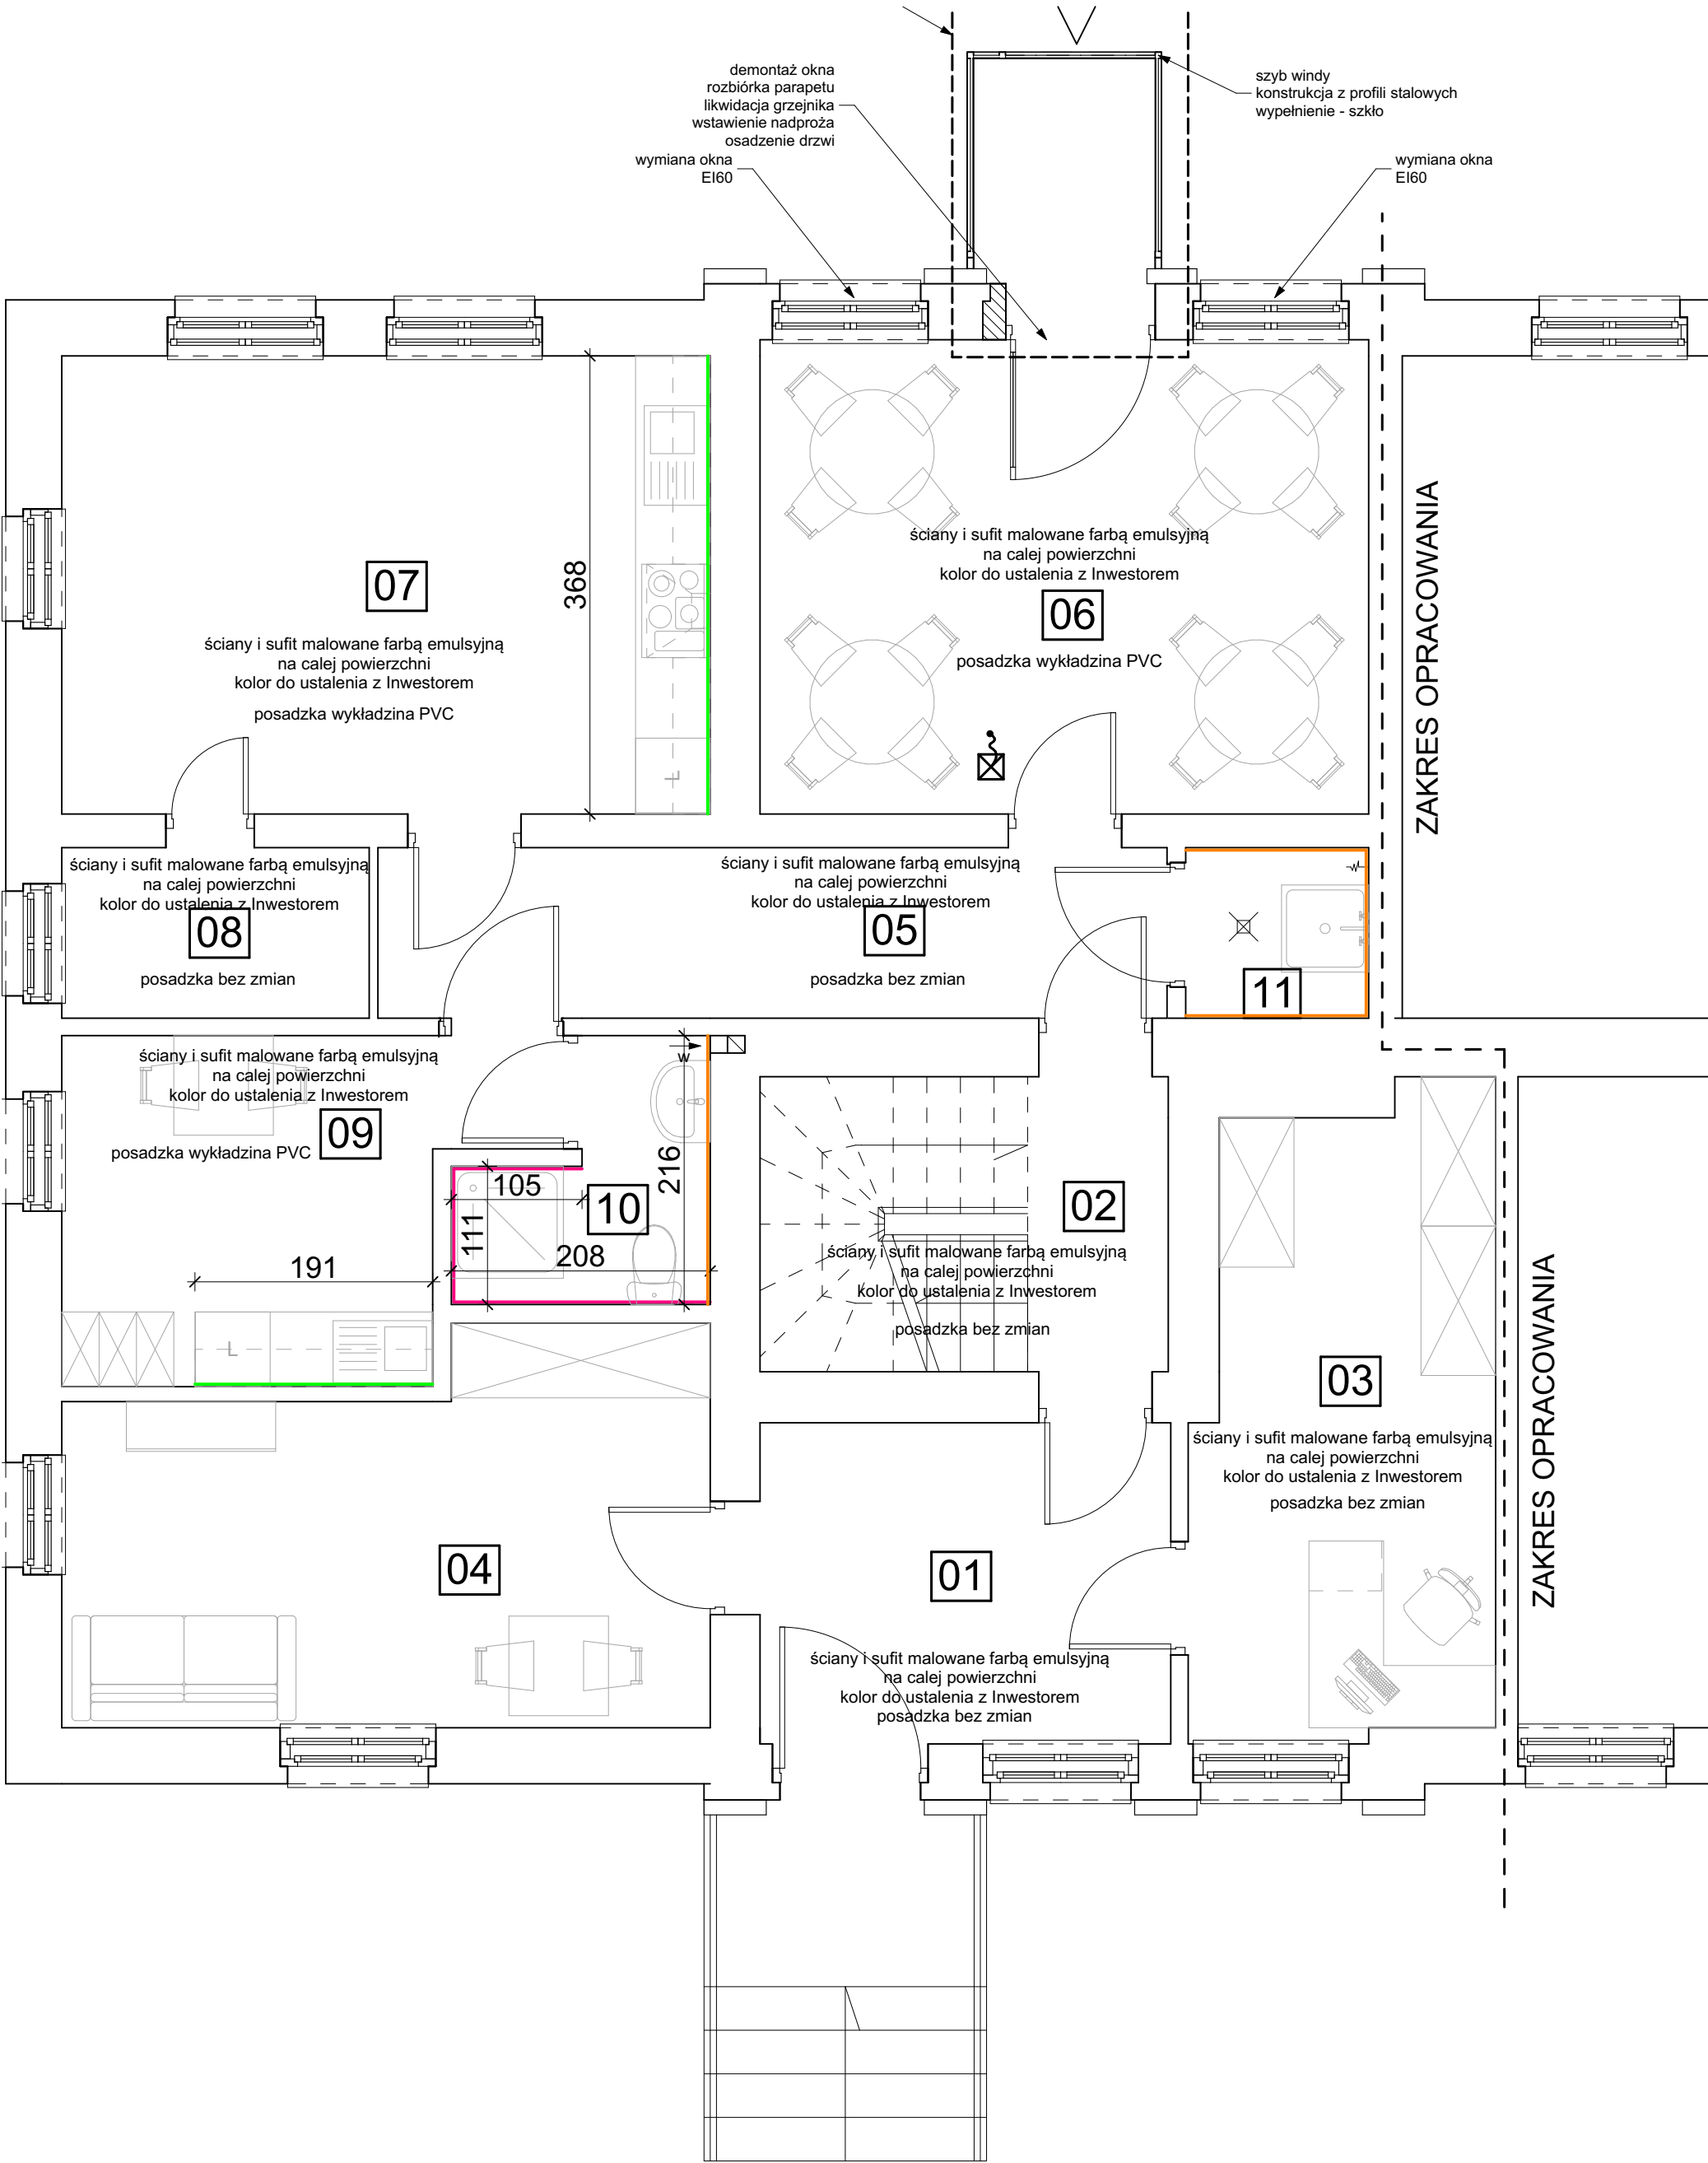 demontaż okna
rozbiórka parapetu
likwidacja grzejnika
wstawienie nadproża
osadzenie drzwi
szyb windy
konstrukcja z profili stalowych
wypełnienie - szkło
wymiana okna
EI60
wymiana okna
EI60
07
ściany i sufit malowane farbą emulsyjną
na calej powierzchni
kolor do ustalenia z Inwestorem
posadzka wykładzina PVC
368
L
ściany i sufit malowane farbą emulsyjną
na calej powierzchni
kolor do ustalenia z Inwestorem
06
posadzka wykładzina PVC
ZAKRES OPRACOWANIA
ściany i sufit malowane farbą emulsyjną
na calej powierzchni
kolor do ustalenia z Inwestorem
08
posadzka bez zmian
ściany i sufit malowane farbą emulsyjną
na calej powierzchni
kolor do ustalenia z Inwestorem
05
posadzka bez zmian
11
ściany i sufit malowane farbą emulsyjną
na calej powierzchni
kolor do ustalenia z Inwestorem
09
posadzka wykładzina PVC
w
216
105
10
111
208
191
L
02
ściany i sufit malowane farbą emulsyjną
na calej powierzchni
kolor do ustalenia z Inwestorem
posadzka bez zmian
03
ściany i sufit malowane farbą emulsyjną
na calej powierzchni
kolor do ustalenia z Inwestorem
posadzka bez zmian
ZAKRES OPRACOWANIA
04
01
ściany i sufit malowane farbą emulsyjną
na calej powierzchni
kolor do ustalenia z Inwestorem
posadzka bez zmian